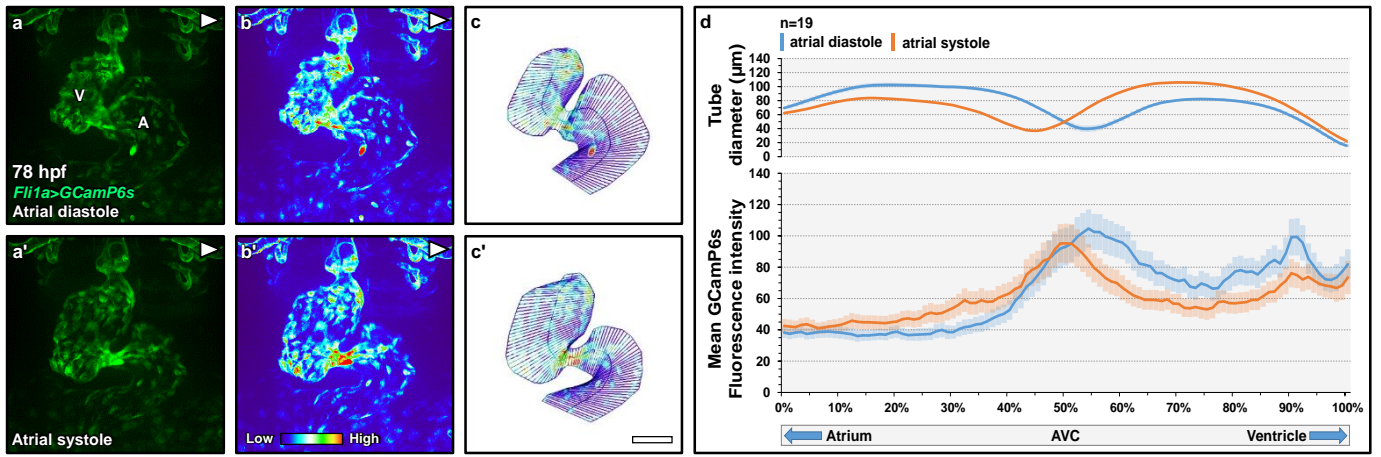 a
V
A
78 hpf
Fli1a>GCamP6s
Atrial diastole
b
c
a'
Atrial systole
b'
Low
High
c'
d
n=19
atrial diastole
atrial systole
Tube
diameter (µm)
140
120
100
80
60
40
20
0
Mean GCamP6s
Fluorescence intensity
140
120
100
80
60
40
20
0
0% 10% 20% 30% 40% 50% 60% 70% 80% 90% 100%
Atrium AVC Ventricle